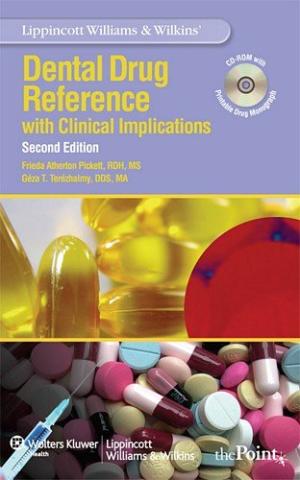 Lippincott Williams & Wilkins'
Dental Drug
Reference
with Clinical Implications
Second Edition
Frieda Atherton Pickett, RDH, MS
Géza T. Terézhalmy, DDS, MA
CD-ROM with
Printable Drug Monograph
Wolters Kluwer
Health
Lippincott
Williams & Wilkins
thePoint